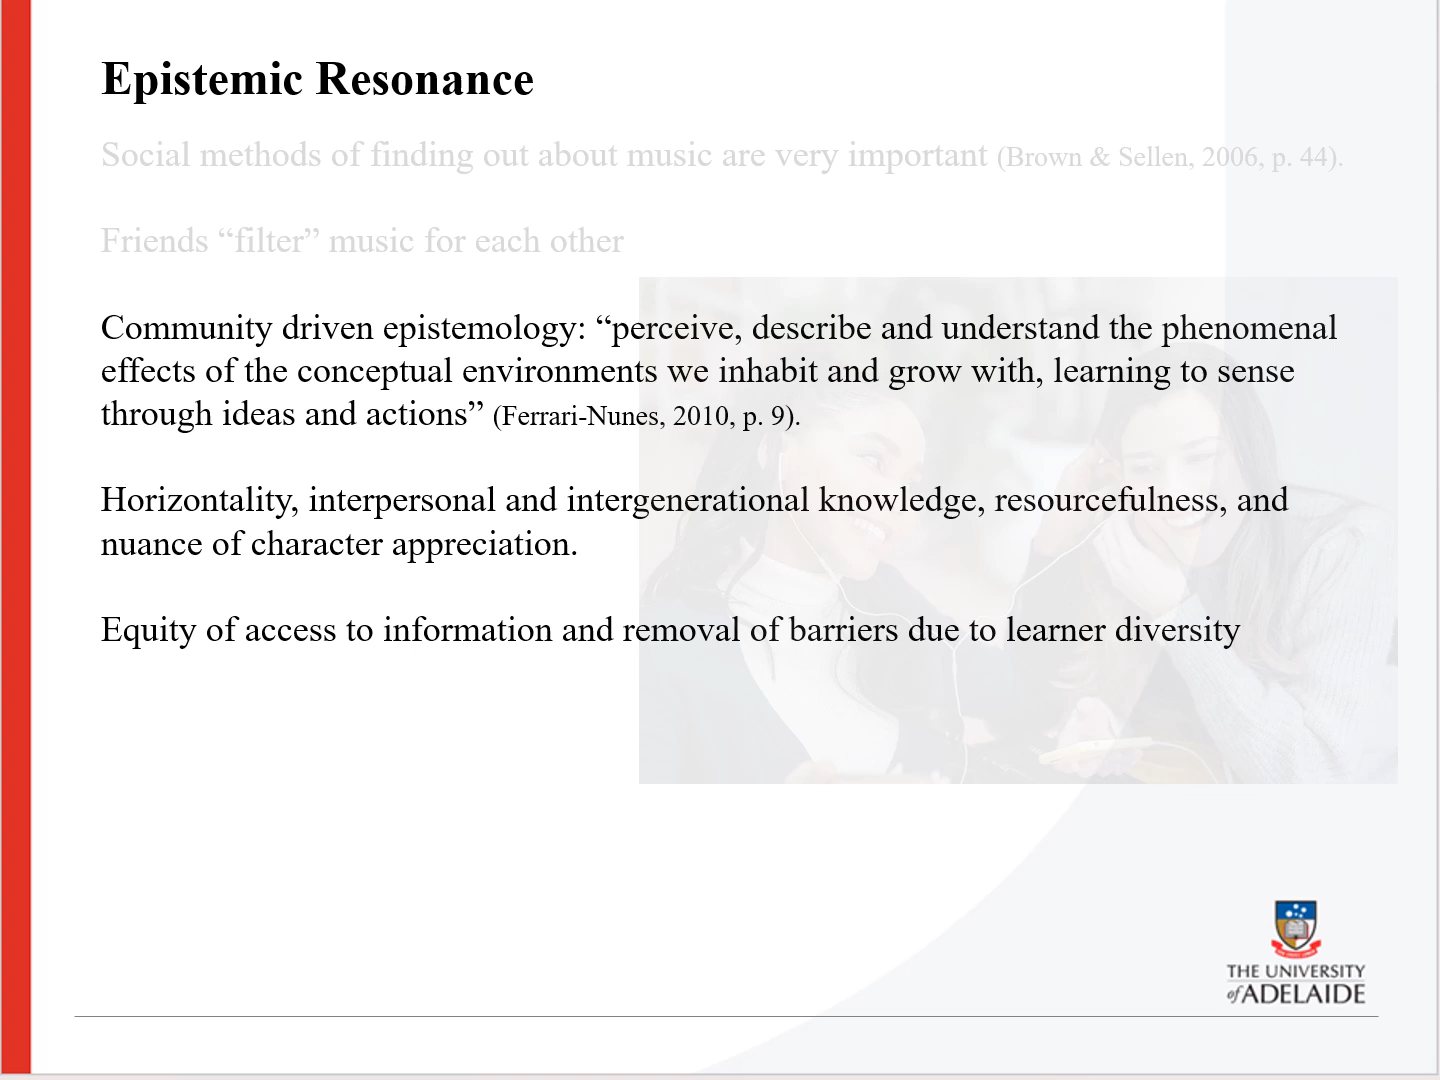 Epistemic Resonance
Social methods of finding out about music are very important (Brown & Sellen, 2006, p. 44).
Friends “filter” music for each other
Community driven epistemology: “perceive, describe and understand the phenomenal
effects of the conceptual environments we inhabit and grow with, learning to sense
through ideas and actions” (Ferrari-Nunes, 2010, p. 9).
Horizontality, interpersonal and intergenerational knowledge, resourcefulness, and
nuance of character appreciation.
Equity of access to information and removal of barriers due to learner diversity
THE UNIVERSITY
of ADELAIDE